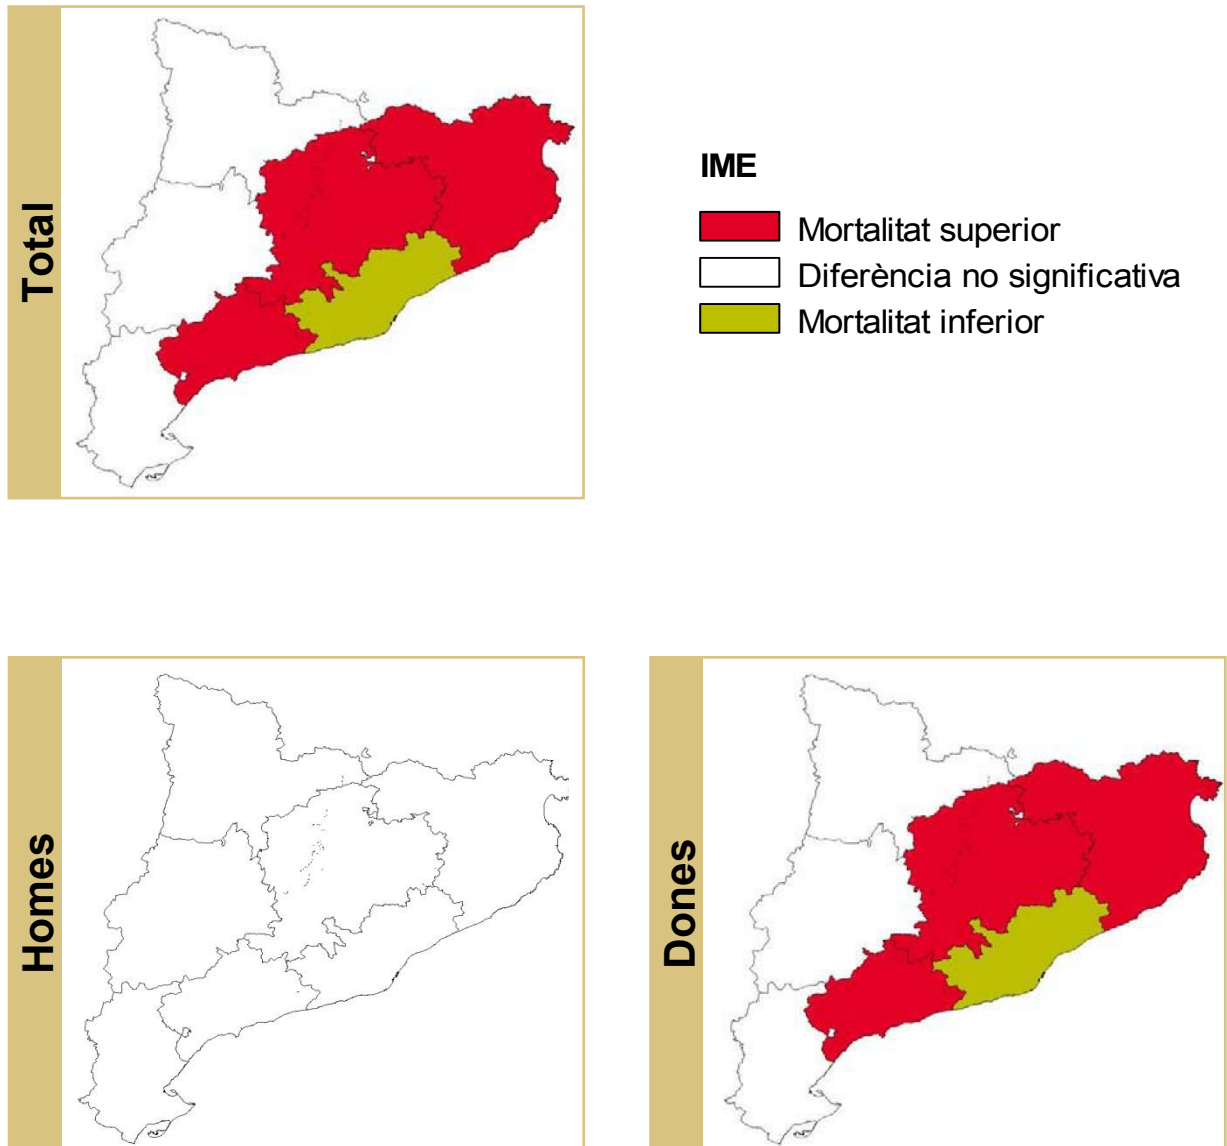 Total
IME
Mortalitat superior
Diferència no significativa
Mortalitat inferior
Homes
Dones